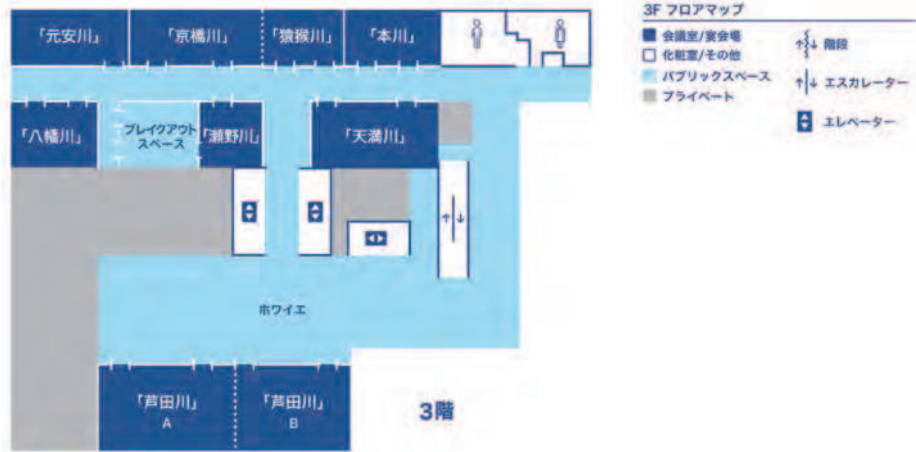 「元安川」
「京橋川」
「猿猴川」
「本川」
「八幡川」
ブレイクアウト
スペース
「瀬野川」
「天満川」
ホワイエ
「芦田川」
A
「芦田川」
B
3階
3F フロアマップ
会議室/宴会場
化粧室/その他
パブリックスペース
プライベート
階段
エスカレーター
エレベーター